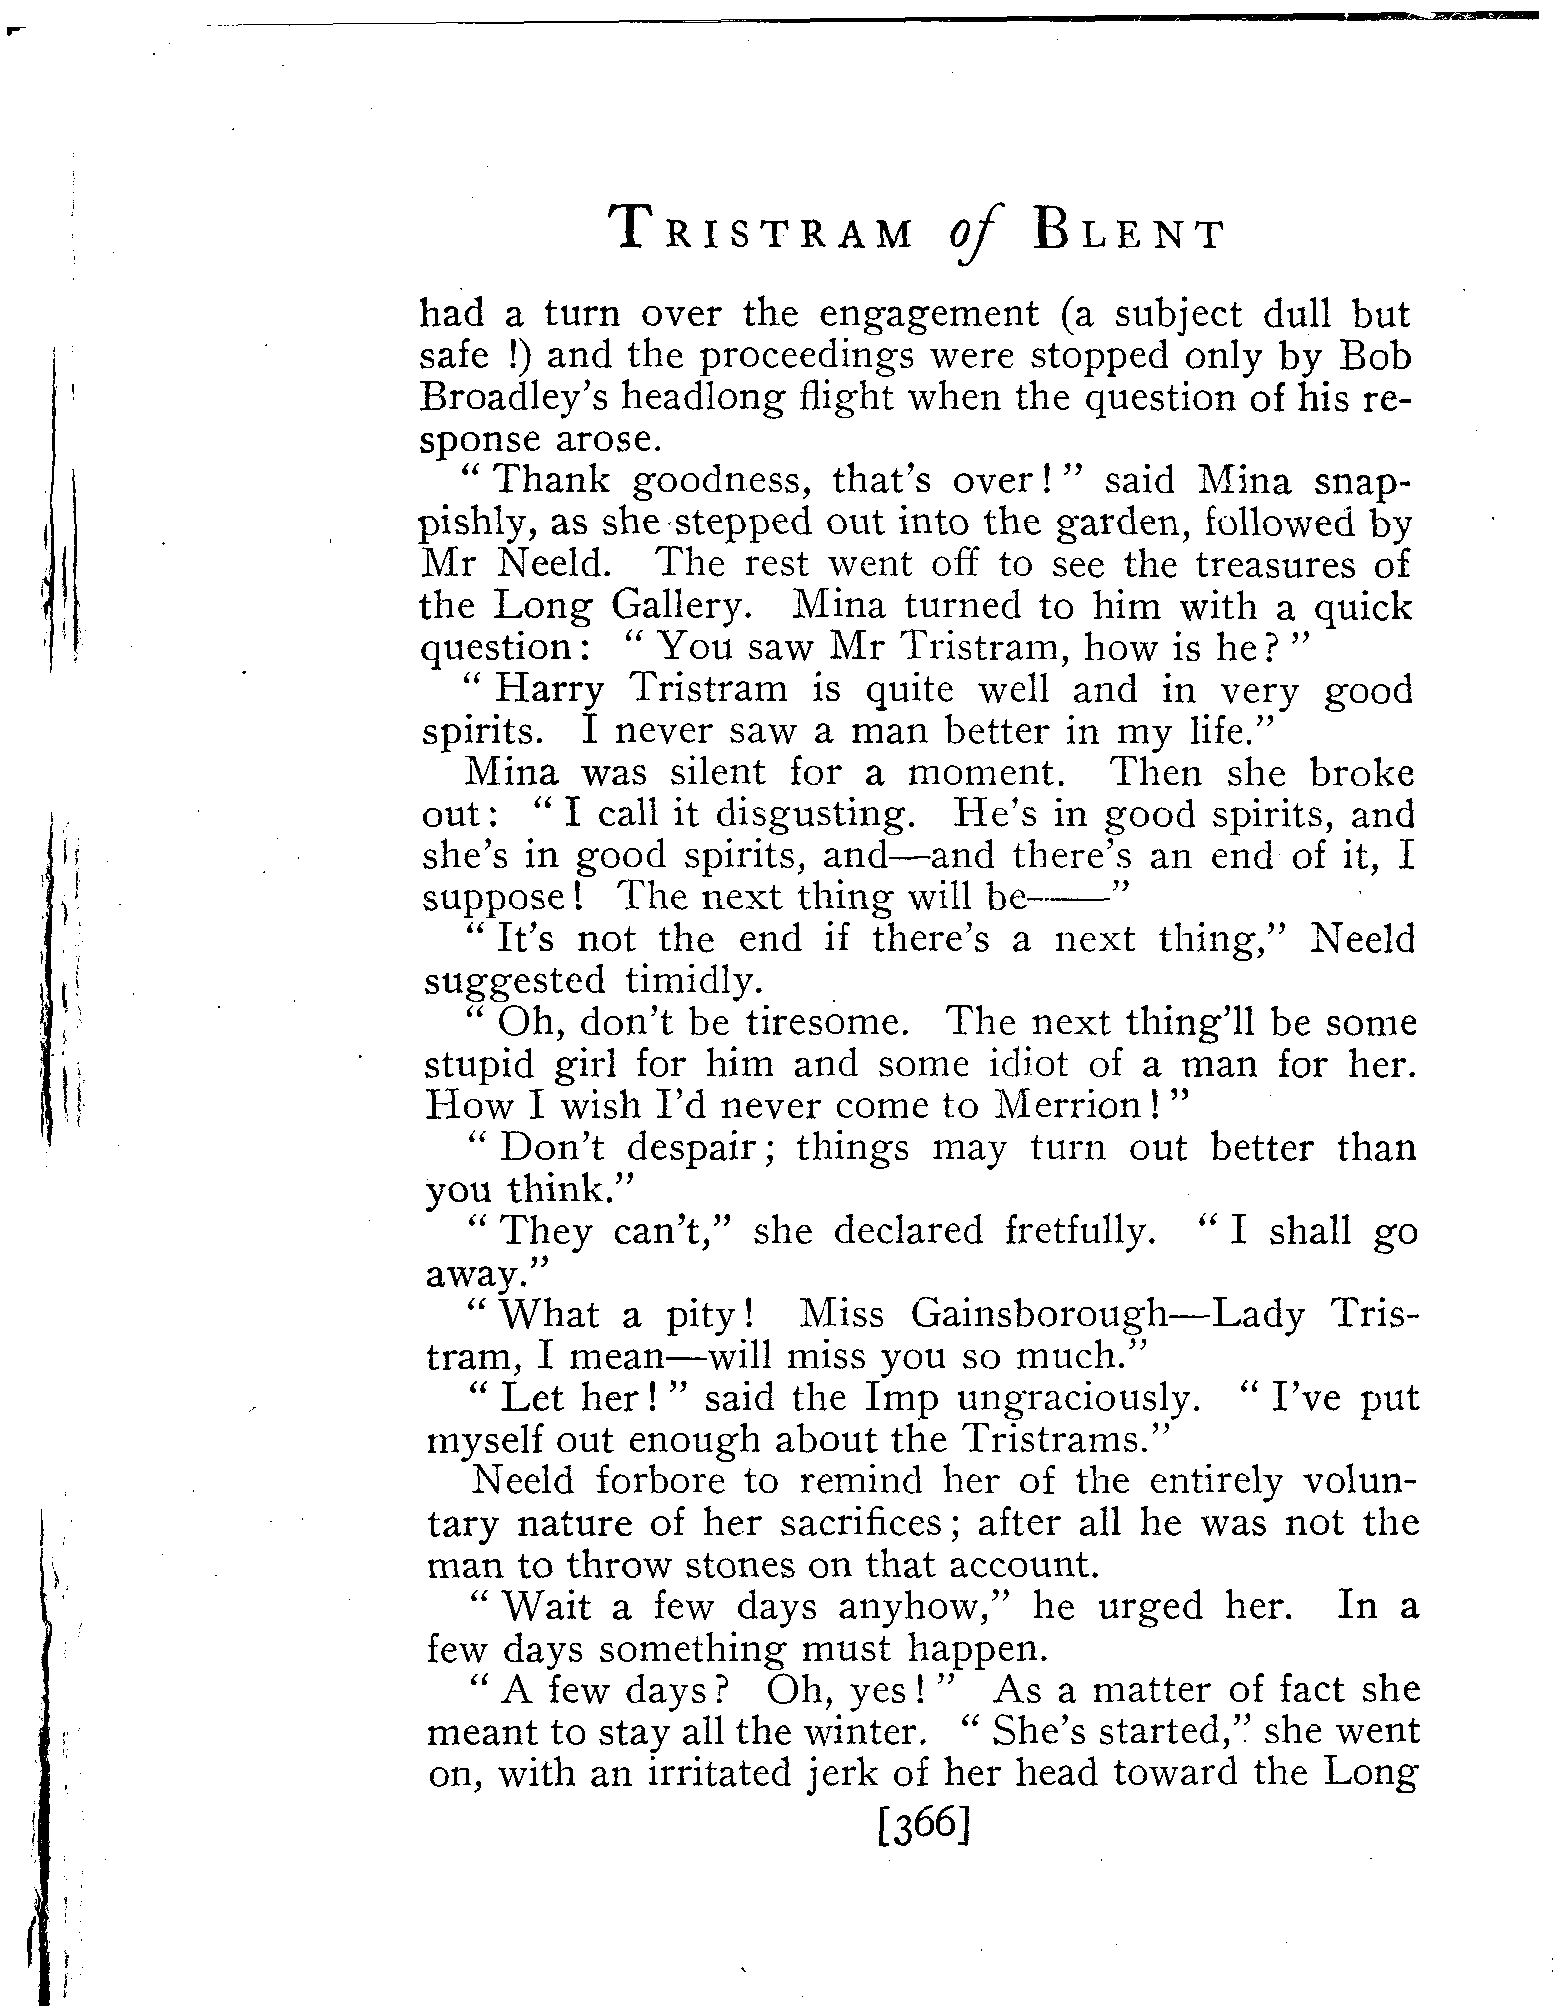 TRISTRAM of BLENT
had a turn over the engagement (a subject dull but
safe !) and the proceedings were stopped only by Bob
Broadley's headlong flight when the question of his re-
sponse arose.
“ Thank goodness, that's over ! ” said Mina snap-
pishly, as she stepped out into the garden, followed by
Mr Neeld. The rest went off to see the treasures of
the Long Gallery. Mina turned to him with a quick
question : “ You saw Mr Tristram, how is he ? ”
“ Harry Tristram is quite well and in very good
spirits. I never saw a man better in my life.”
Mina was silent for a moment. Then she broke
out : “ I call it disgusting. He's in good spirits, and
she's in good spirits, and—and there's an end of it, I
suppose ! The next thing will be——”
“ It's not the end if there's a next thing,” Neeld
suggested timidly.
“ Oh, don't be tiresome. The next thing'll be some
stupid girl for him and some idiot of a man for her.
How I wish I'd never come to Merrion ! ”
“ Don't despair ; things may turn out better than
you think.”
“ They can't,” she declared fretfully. “ I shall go
away.”
“ What a pity ! Miss Gainsborough—Lady Tris-
tram, I mean—will miss you so much.”
“ Let her ! ” said the Imp ungraciously. “ I've put
myself out enough about the Tristrams.”
Neeld forbore to remind her of the entirely volun-
tary nature of her sacrifices ; after all he was not the
man to throw stones on that account.
“ Wait a few days anyhow,” he urged her. In a
few days something must happen.
“ A few days ? Oh, yes ! ” As a matter of fact she
meant to stay all the winter. “ She's started,” she went
on, with an irritated jerk of her head toward the Long
[366]